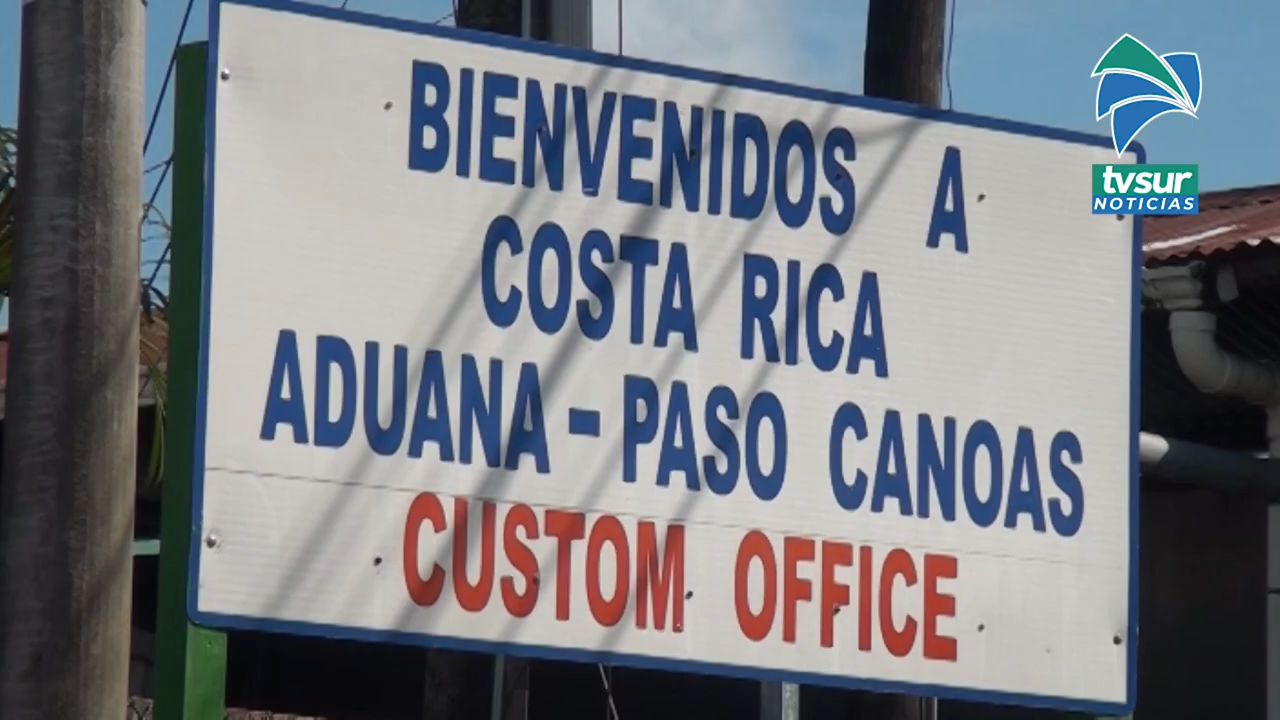 BIENVENIDOS A
COSTA RICA
ADUANA - PASO CANOAS
CUSTOM OFFICE
tvsur
NOTICIAS